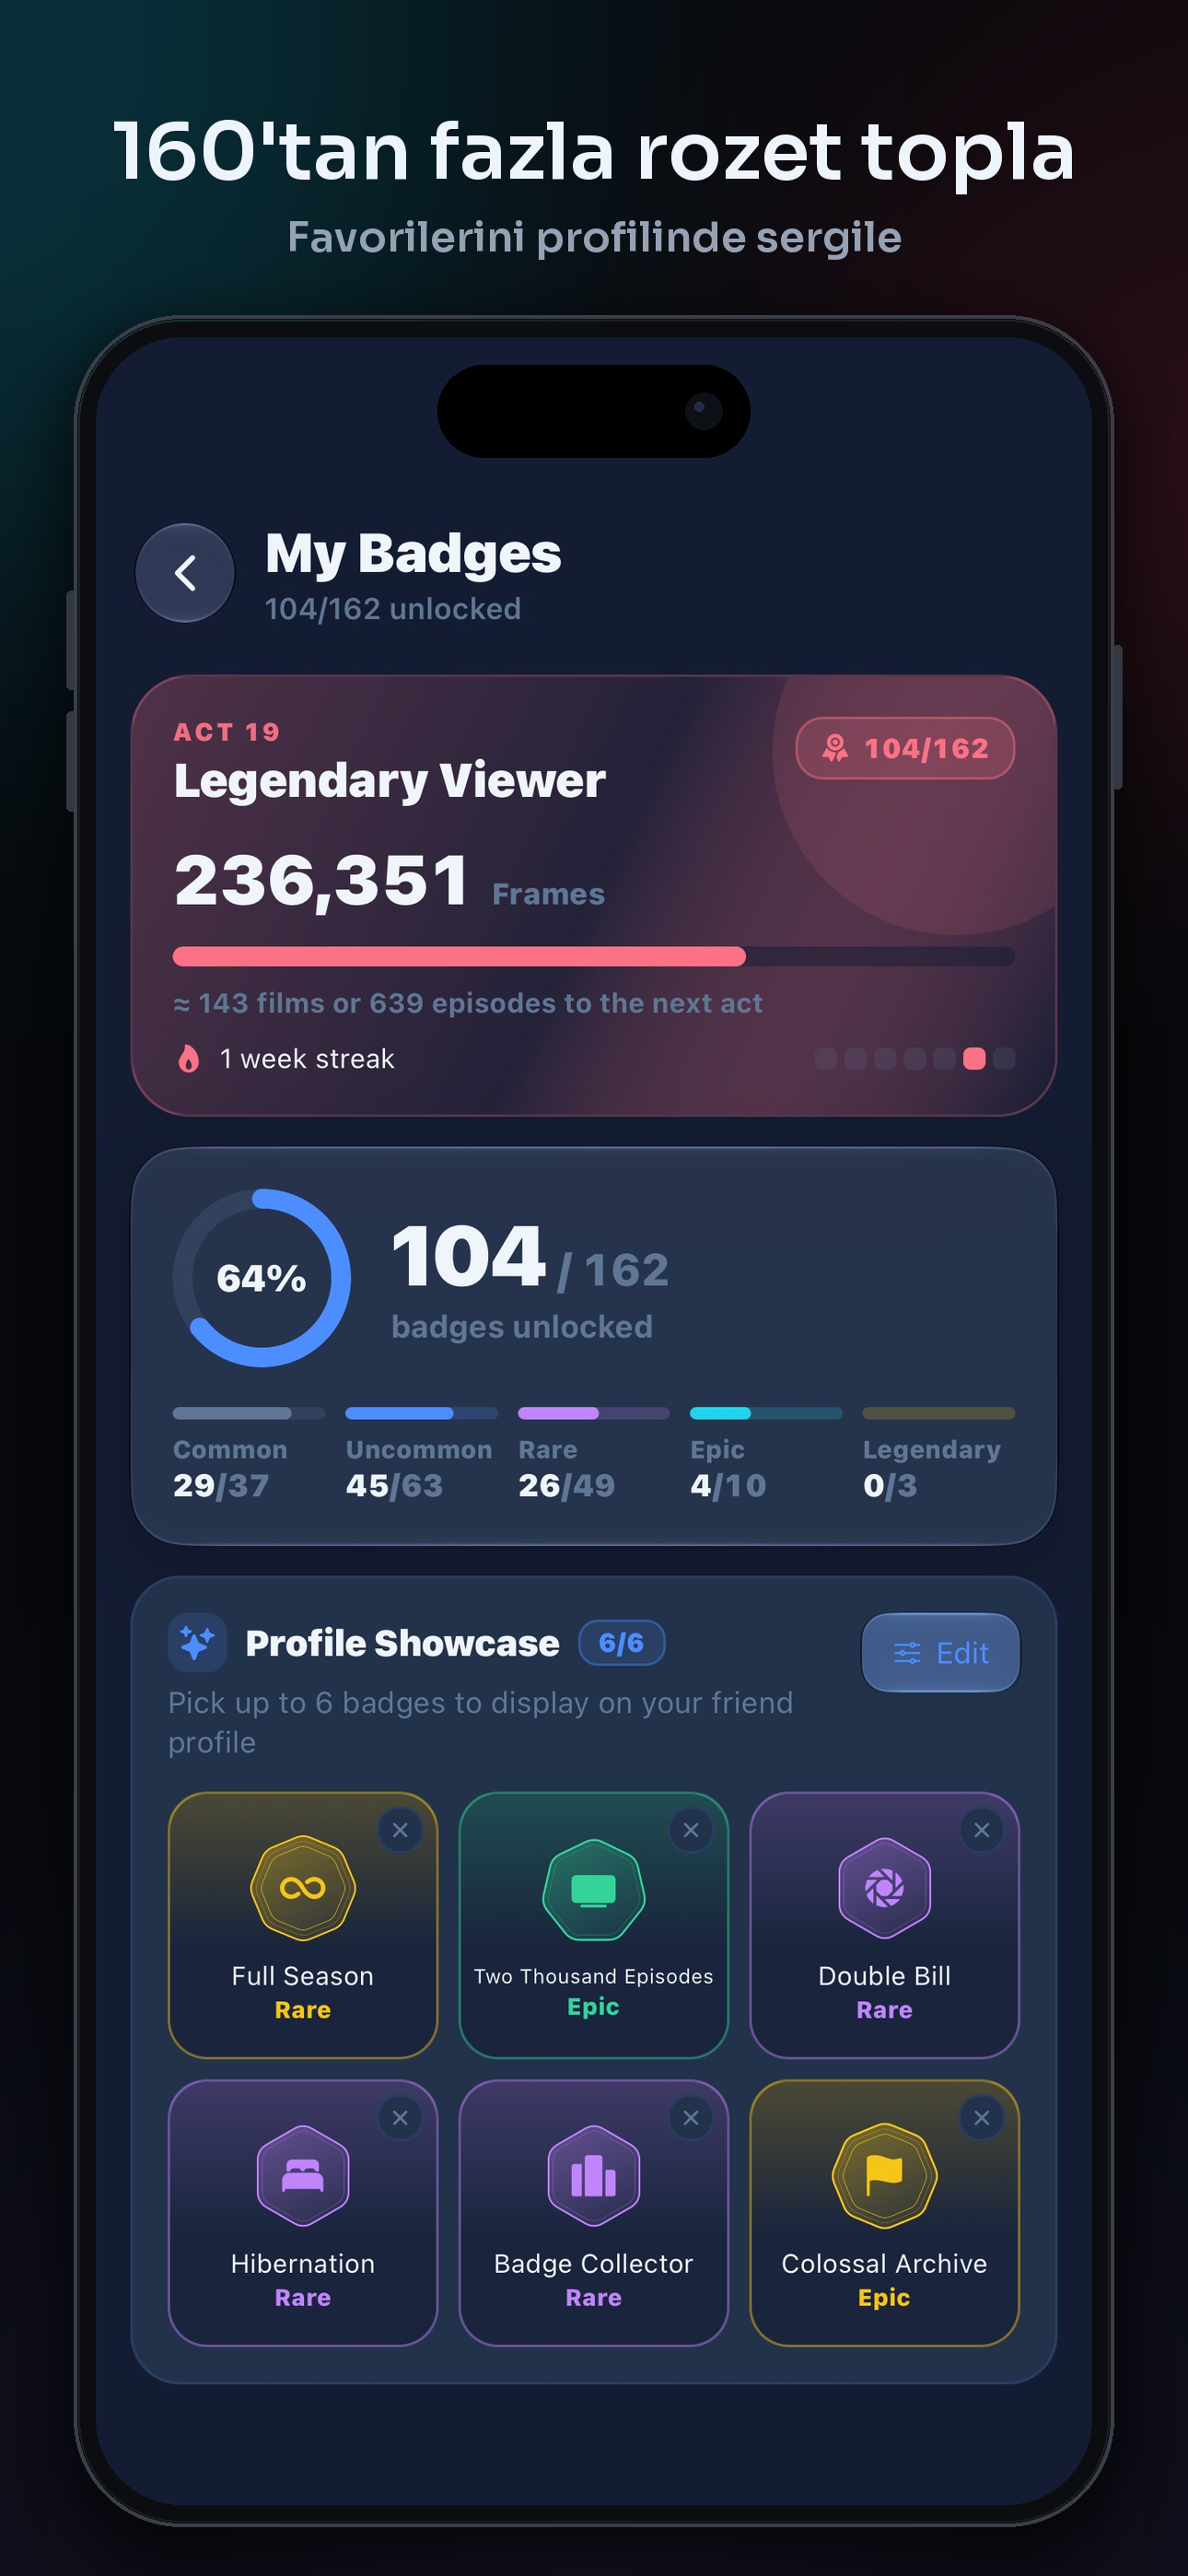 160'tan fazla rozet topla
Favorilerini profilinde sergile
My Badges
104/162 unlocked
ACT 19
104/162
Legendary Viewer
236,351 Frames
≈ 143 films or 639 episodes to the next act
1 week streak
64%
104 / 162
badges unlocked
Common Uncommon Rare Epic Legendary
29/37 45/63 26/49 4/10 0/3
Profile Showcase 6/6
Edit
Pick up to 6 badges to display on your friend
profile
Full Season Two Thousand Episodes Double Bill
Rare Epic Rare
Hibernation Badge Collector Colossal Archive
Rare Rare Epic